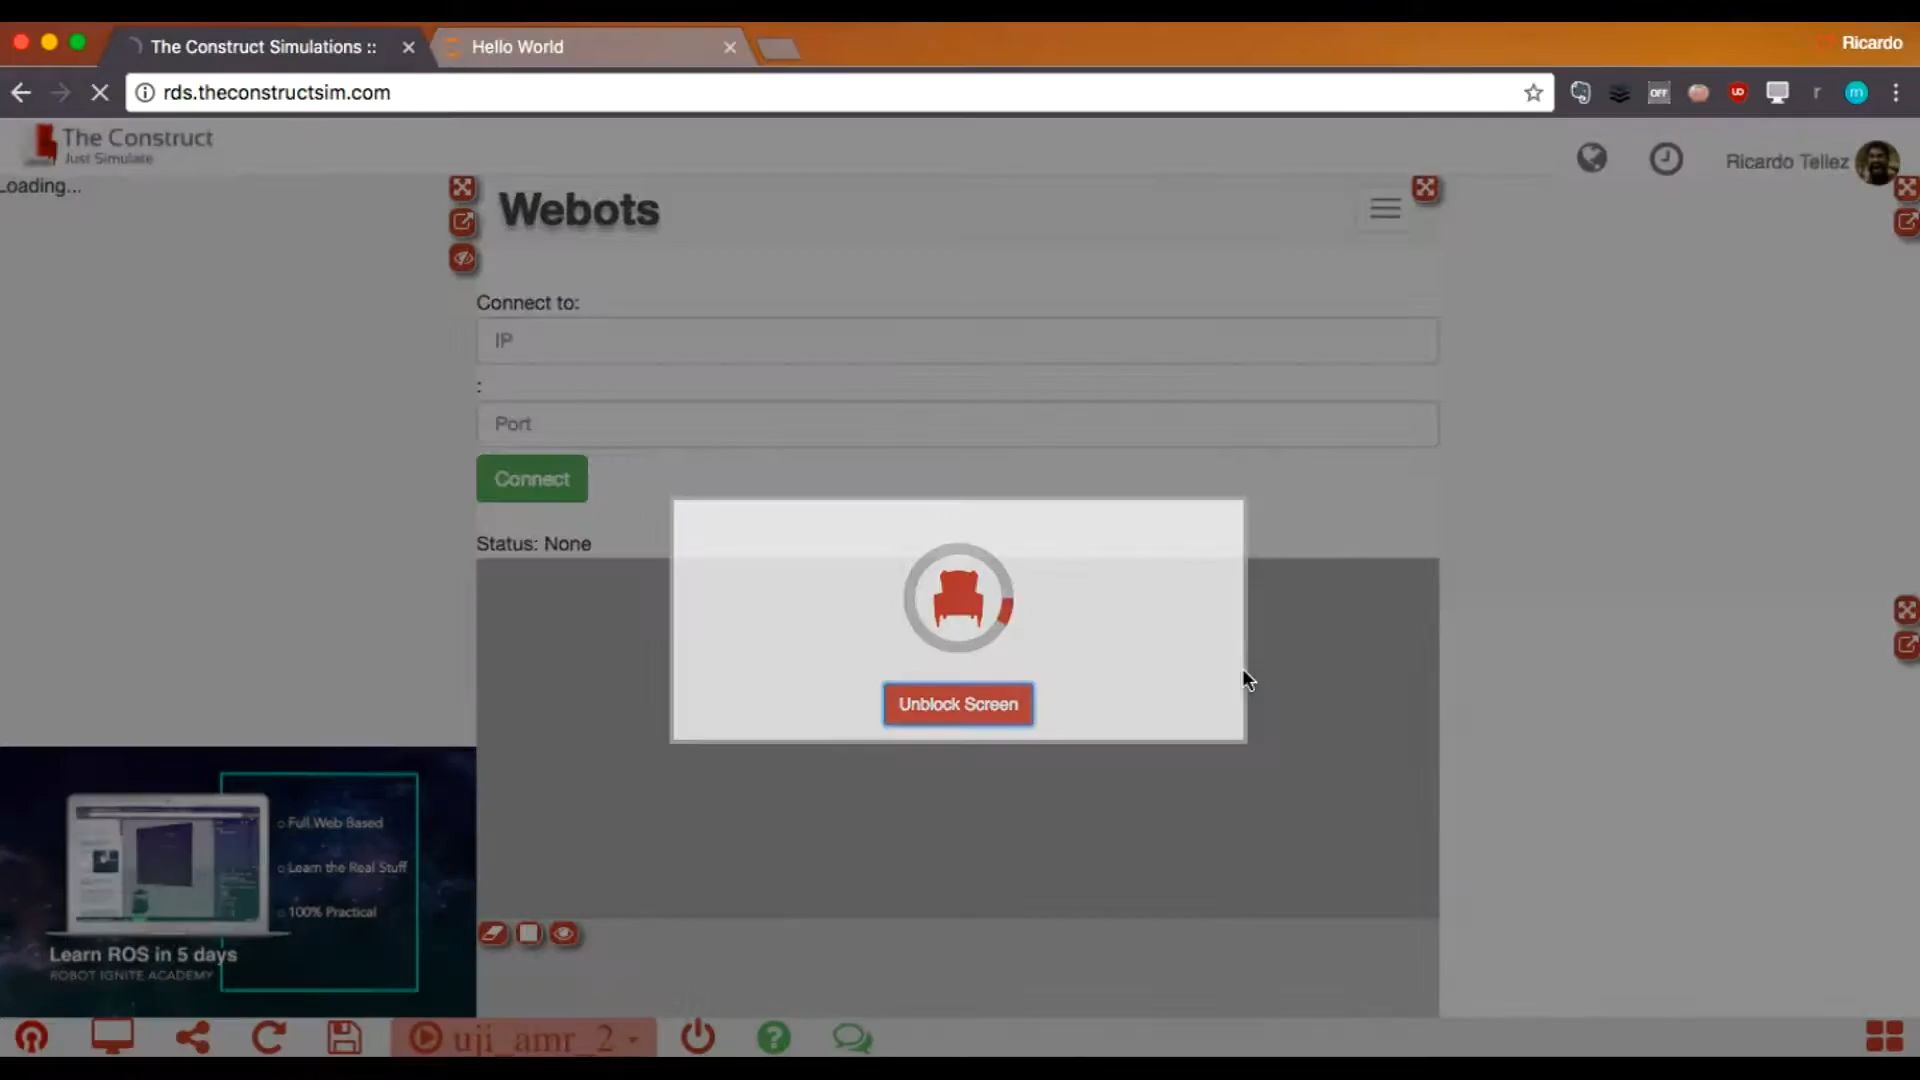 The Construct Simulations ::
Hello World
Ricardo
rds.theconstructsim.com
OFF
UD
r
m
The Construct
Just Simulate
Ricardo Tellez
Loading...
Webots
Connect to:
IP
:
Port
Connect
Status: None
Unblock Screen
Full Web Based
Learn the Real Stuff
100% Practical
Learn ROS in 5 days
ROBOT IGNITE ACADEMY
uji_amr_2
?